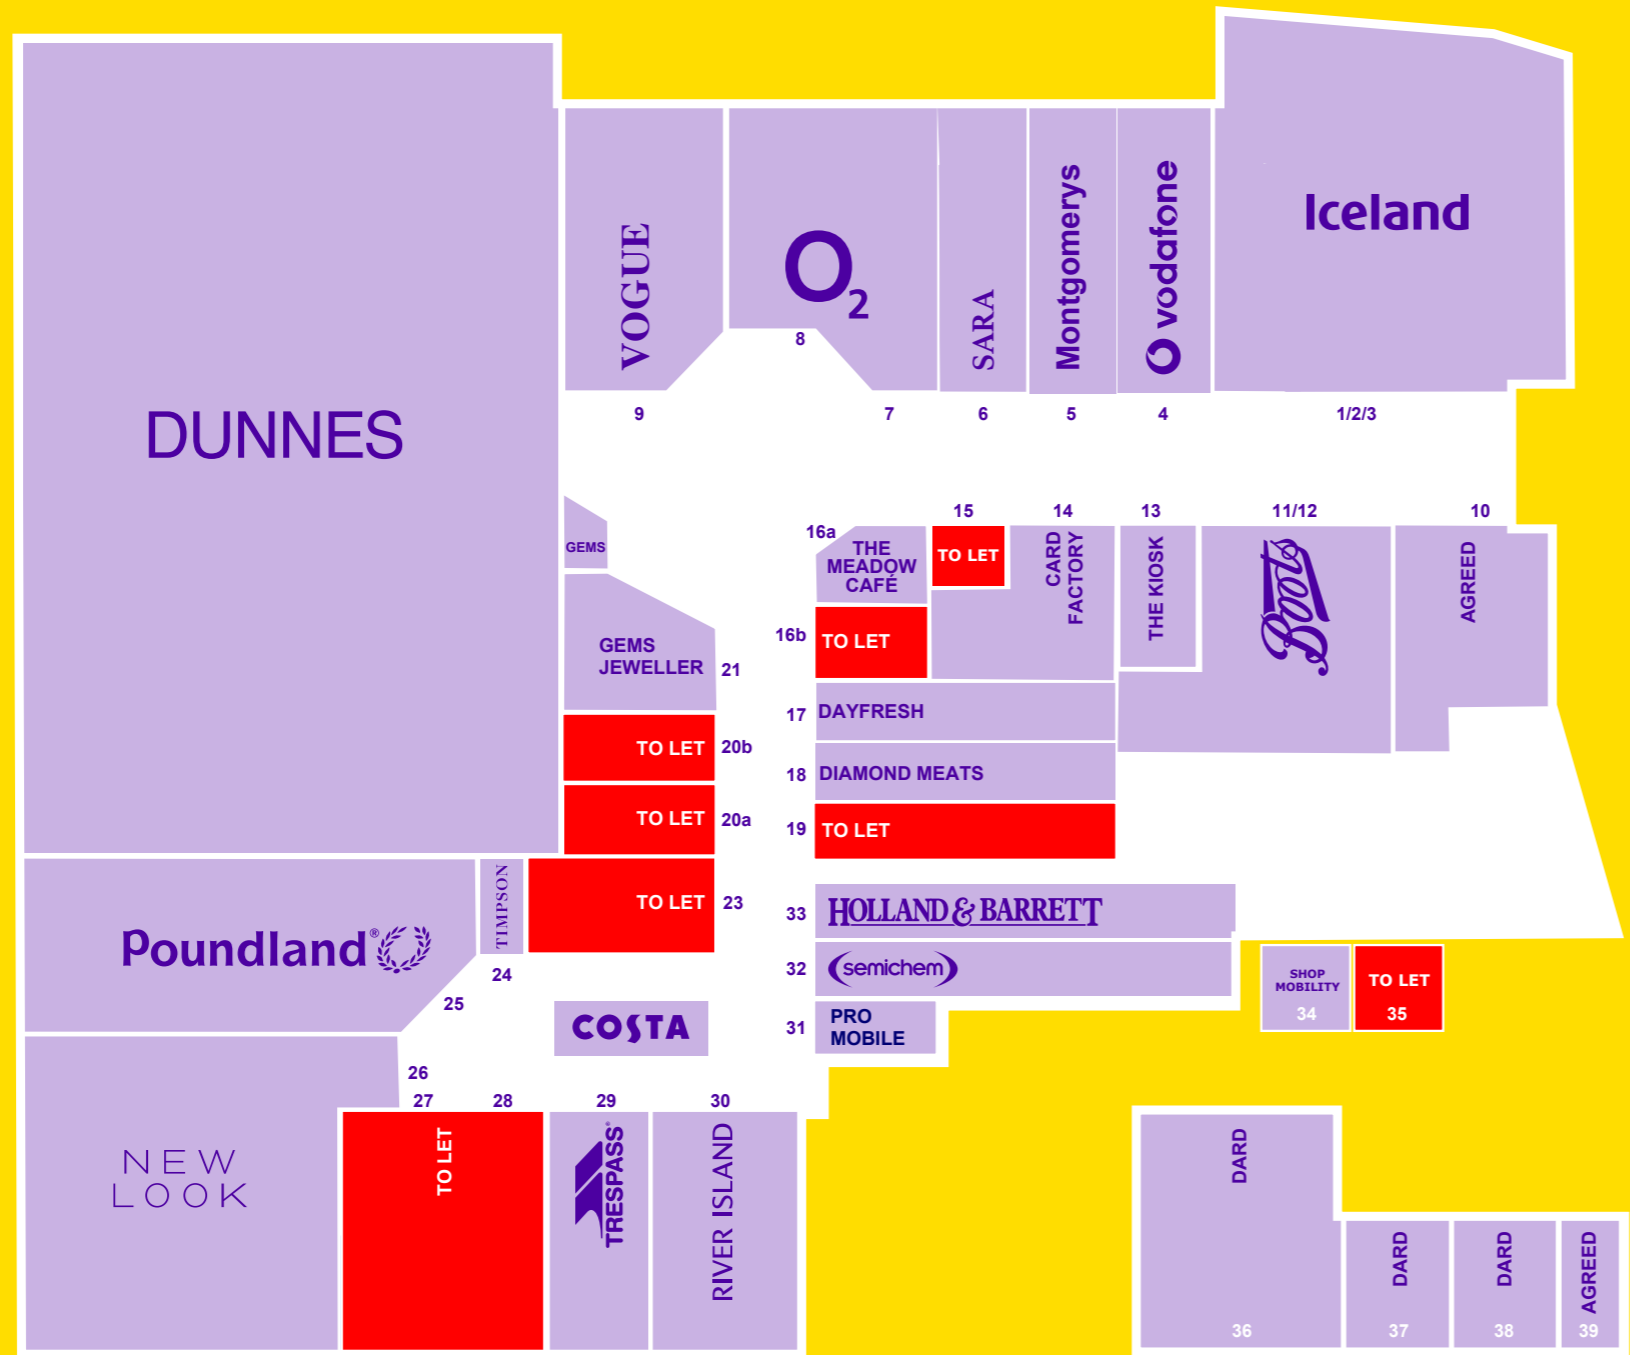 DUNNES
VOGUE
9
O2
8
7
SARA
6
Montgomerys
5
vodafone
4
Iceland
1/2/3
GEMS
GEMS
JEWELLER
21
TO LET
20b
TO LET
20a
TO LET
23
16a
THE
MEADOW
CAFÉ
15
TO LET
14
CARD
FACTORY
13
THE KIOSK
11/12
Boots
10
AGREED
16b
TO LET
17
DAYFRESH
18
DIAMOND MEATS
19
TO LET
33
HOLLAND & BARRETT
32
semichem
31
PRO
MOBILE
SHOP
MOBILITY
34
TO LET
35
Poundland®
25
TIMPSON
24
COSTA
NEW
LOOK
26
27
28
TO LET
29
TRESPASS®
30
RIVER ISLAND
DARD
36
DARD
37
DARD
38
AGREED
39